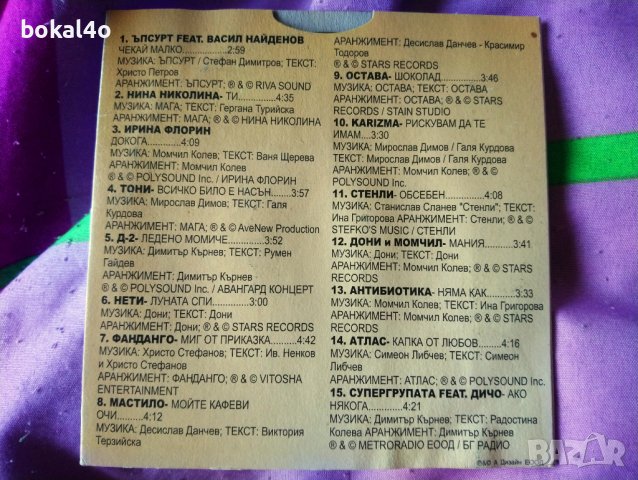 bokal4o
1. ЪПСУРТ FEAT. ВАСИЛ НАЙДЕНОВ
ЧЕКАЙ МАЛКО...............2:59
МУЗИКА: ЪПСУРТ / Стефан Димитров; ТЕКСТ:
Христо Петров
АРАНЖИМЕНТ: ЪПСУРТ; ® & © RIVA SOUND
2. НИНА НИКОЛИНА- ТИ...............4:35
МУЗИКА: МАГА; ТЕКСТ: Гергана Турийска
АРАНЖИМЕНТ: МАГА; ® & © НИНА НИКОЛИНА
3. ИРИНА ФЛОРИН
ДОКОГА...............4:09
МУЗИКА: Момчил Колев; ТЕКСТ: Ваня Щерева
АРАНЖИМЕНТ: Момчил Колев
® & © POLYSOUND Inc. / ИРИНА ФЛОРИН
4. ТОНИ- ВСИЧКО БИЛО Е НАСЪН.........3:57
МУЗИКА: Мирослав Димов; ТЕКСТ: Галя
Курдова
АРАНЖИМЕНТ: МАГА; ® & © AveNew Production
5. Д-2- ЛЕДЕНО МОМИЧЕ..........3:52
МУЗИКА: Димитър Кърнев; ТЕКСТ: Румен
Гайдев
АРАНЖИМЕНТ: Димитър Кърнев
® & © POLYSOUND Inc. / АВАНГАРД КОНЦЕРТ
6. НЕТИ- ЛУНАТА СПИ...............3:00
МУЗИКА: Дони; ТЕКСТ: Дони
АРАНЖИМЕНТ: Дони; ® & © STARS RECORDS
7. ФАНДАНГО- МИГ ОТ ПРИКАЗКА............4:42
МУЗИКА: Христо Стефанов; ТЕКСТ: Ив. Ненков
и Христо Стефанов
АРАНЖИМЕНТ: ФАНДАНГО; ® & © VITOSHA
ENTERTAINMENT
8. МАСТИЛО- МОЙТЕ КАФЕВИ
ОЧИ.........4:12
МУЗИКА: Десислав Данчев; ТЕКСТ: Виктория
Терзийска
АРАНЖИМЕНТ: Десислав Данчев - Красимир
Тодоров
® & © STARS RECORDS
9. ОСТАВА- ШОКОЛАД...............3:46
МУЗИКА: ОСТАВА; ТЕКСТ: ОСТАВА
АРАНЖИМЕНТ: ОСТАВА; ® & © STARS
RECORDS / STAIN STUDIO
10. KARIZMA- РИСКУВАМ ДА ТЕ
ИМАМ....3:30
МУЗИКА: Мирослав Димов / Галя Курдова
ТЕКСТ: Мирослав Димов / Галя Курдова
АРАНЖИМЕНТ: Момчил Колев; ® & ©
POLYSOUND Inc.
11. СТЕНЛИ- ОБСЕБЕН...............4:08
МУЗИКА: Станислав Сланев "Стенли"; ТЕКСТ:
Ина Григорова АРАНЖИМЕНТ: Стенли; ® & ©
STEFKO'S MUSIC / СТЕНЛИ
12. ДОНИ и МОМЧИЛ- МАНИЯ.........3:41
МУЗИКА: Дони; ТЕКСТ: Дони
АРАНЖИМЕНТ: Момчил Колев; ® & © STARS
RECORDS
13. АНТИБИОТИКА- НЯМА КАК.........3:33
МУЗИКА: Момчил Колев; ТЕКСТ: Ина Григорова
АРАНЖИМЕНТ: Момчил Колев; ® & © STARS
RECORDS
14. АТЛАС- КАПКА ОТ ЛЮБОВ.........4:16
МУЗИКА: Симеон Либчев; ТЕКСТ: Симеон
Либчев
АРАНЖИМЕНТ: АТЛАС; ® & © POLYSOUND Inc.
15. СУПЕРГРУПАТА FEAT. ДИЧО- АКО
НЯКОГА.........4:21
МУЗИКА: Димитър Кърнев; ТЕКСТ: Радостина
Колева АРАНЖИМЕНТ: Димитър Кърнев
® & © METRORADIO ЕООД / БГ РАДИО
Дизайн ЕООД
BAZAR